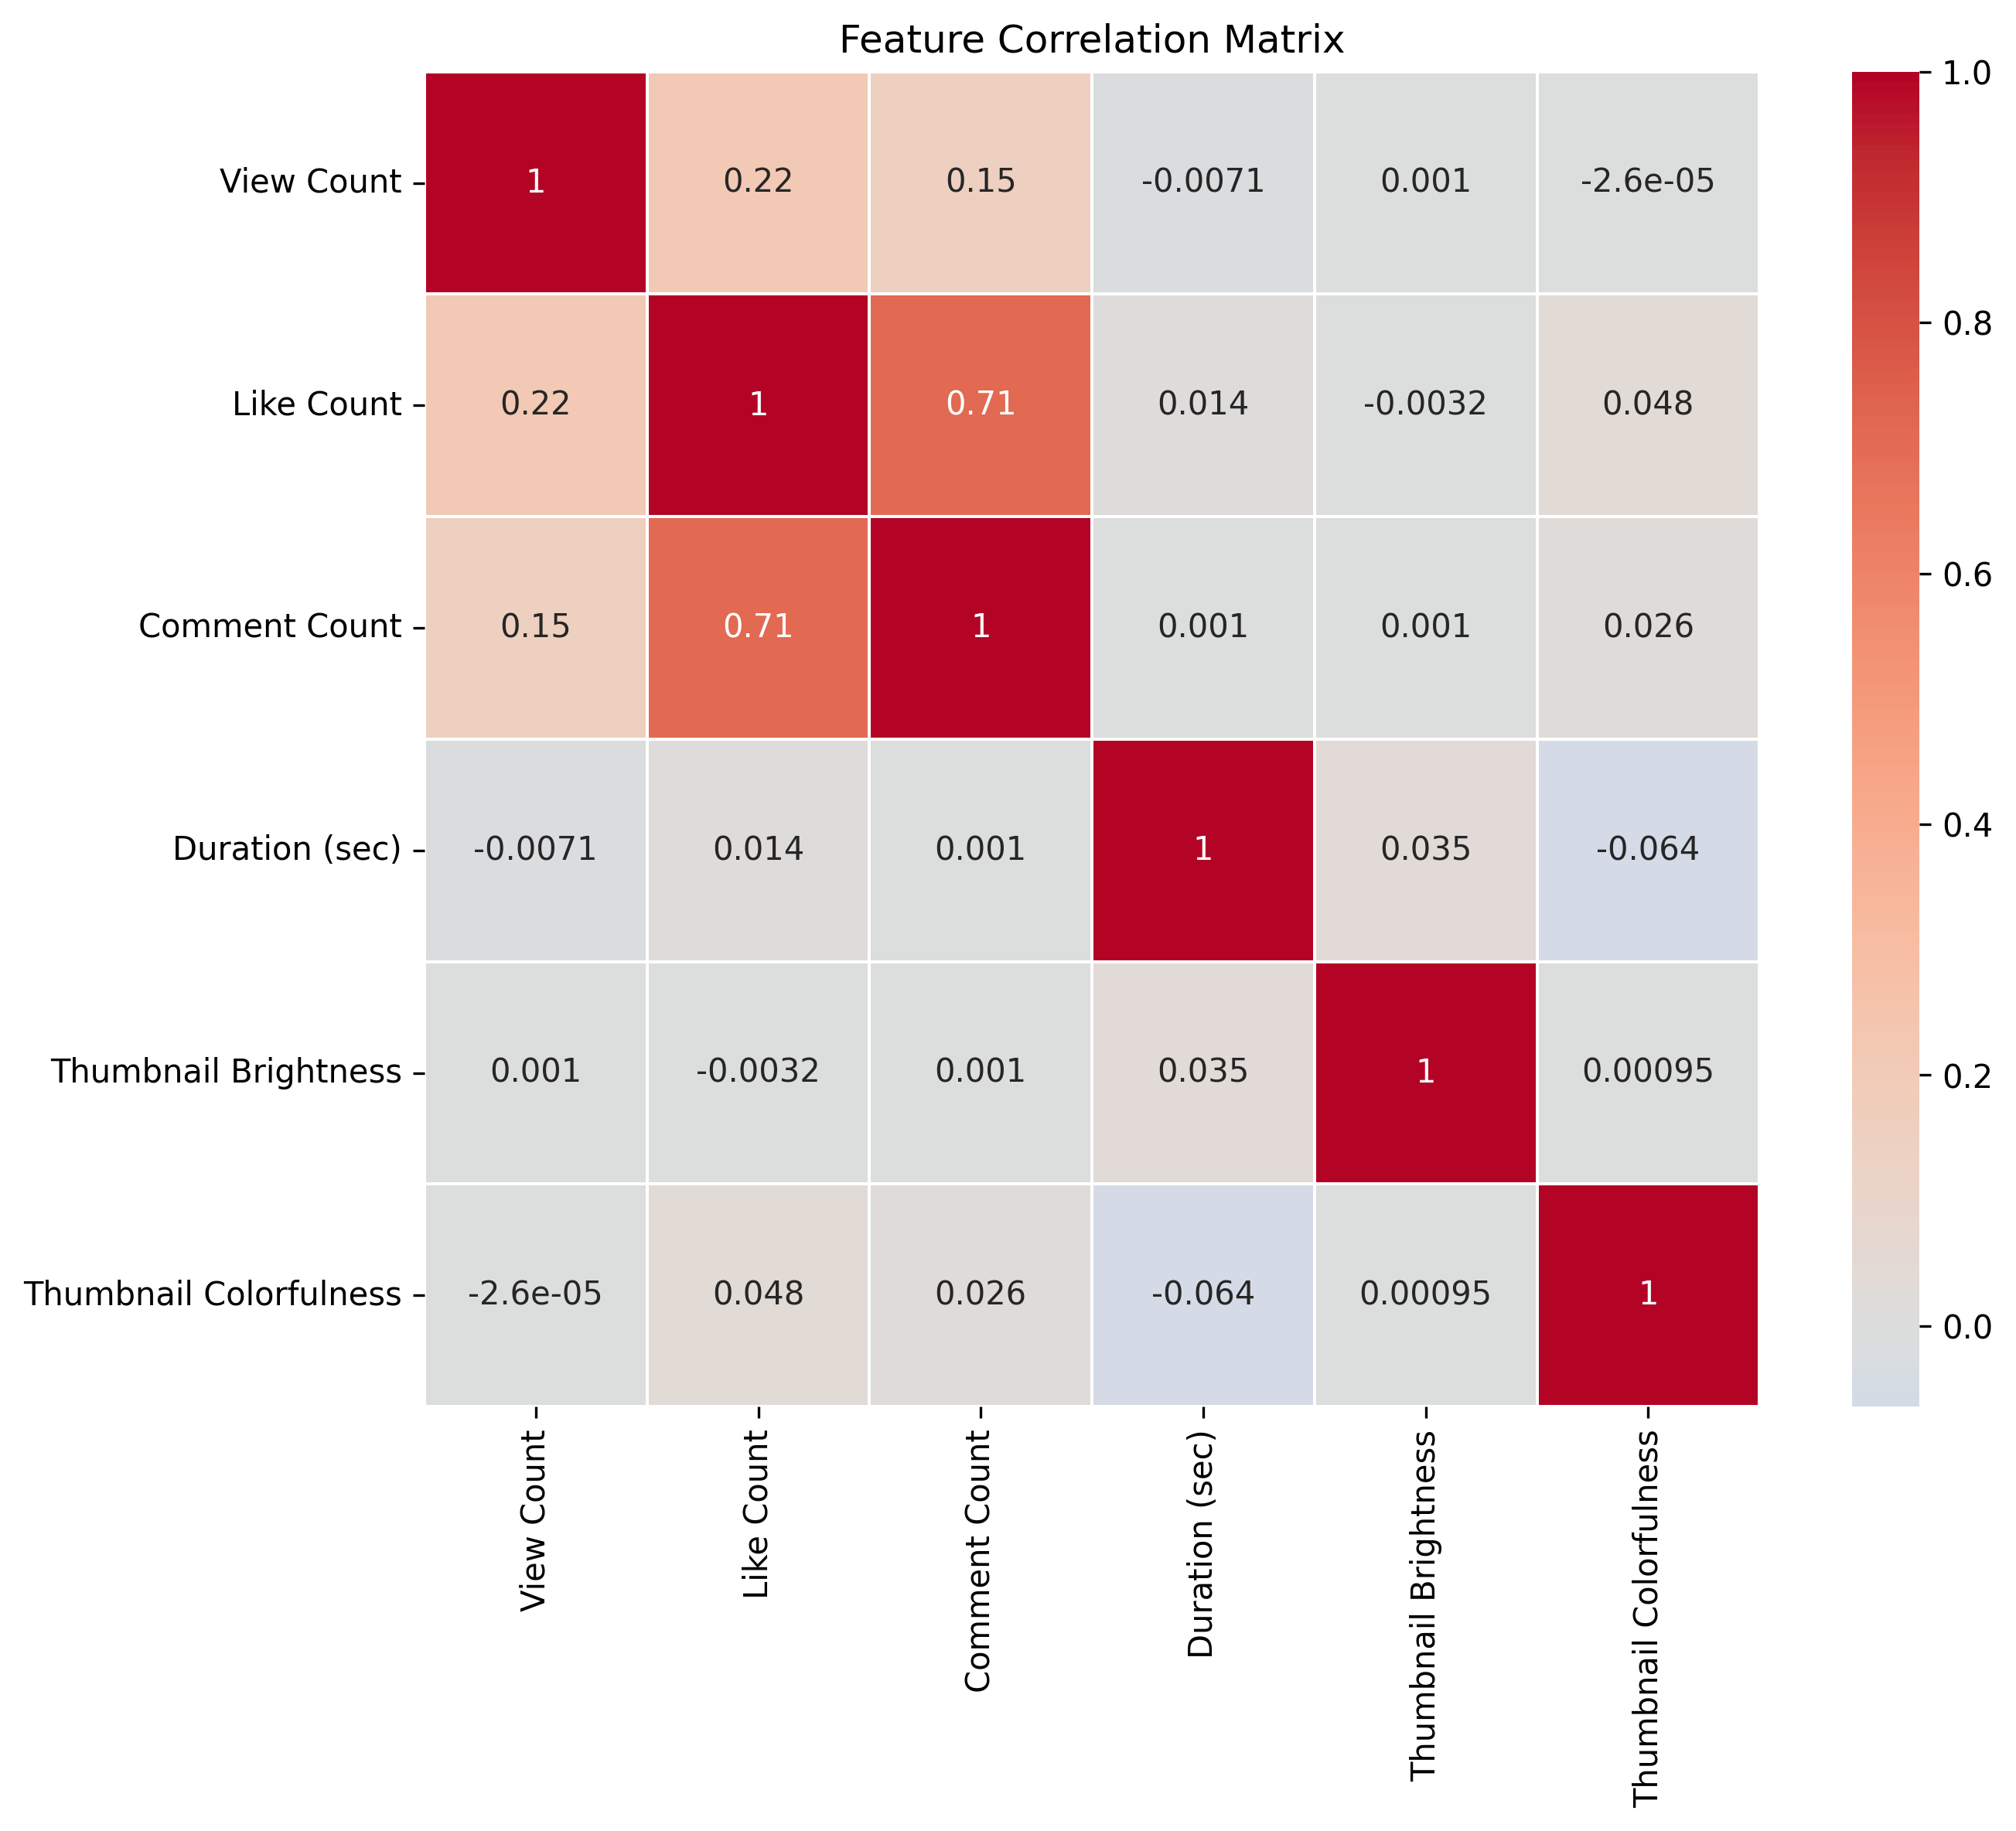 Feature Correlation Matrix
View Count 1 0.22 0.15 -0.0071 0.001 -2.6e-05
Like Count 0.22 1 0.71 0.014 -0.0032 0.048
Comment Count 0.15 0.71 1 0.001 0.001 0.026
Duration (sec) -0.0071 0.014 0.001 1 0.035 -0.064
Thumbnail Brightness 0.001 -0.0032 0.001 0.035 1 0.00095
Thumbnail Colorfulness -2.6e-05 0.048 0.026 -0.064 0.00095 1
View Count
Like Count
Comment Count
Duration (sec)
Thumbnail Brightness
Thumbnail Colorfulness
1.0
0.8
0.6
0.4
0.2
0.0